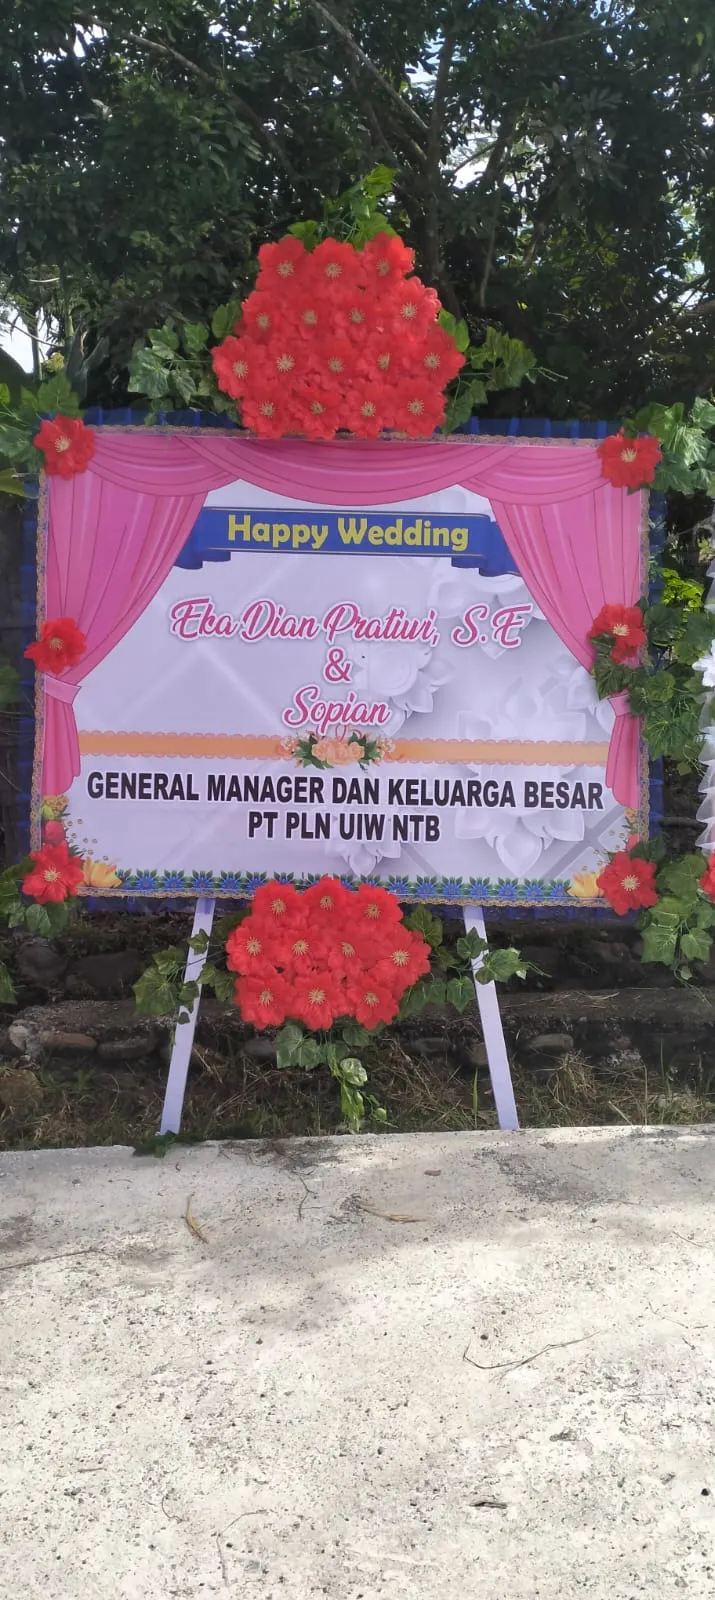 Happy Wedding
Eka Dian Pratiwi, S.E
&
Sopian
GENERAL MANAGER DAN KELUARGA BESAR
PT PLN UIW NTB